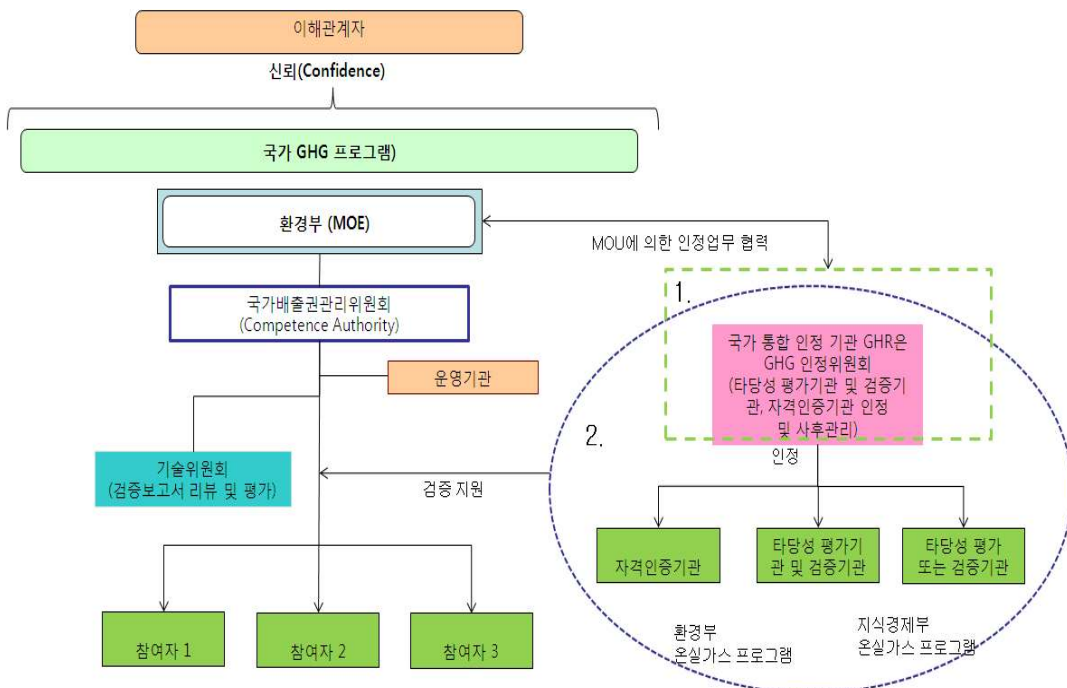 이해관계자
신뢰(Confidence)
국가 GHG 프로그램)
환경부 (MOE)
MOU에 의한 인정업무 협력
국가배출권관리위원회
(Competence Authority)
운영기관
기술위원회
(검증보고서 리뷰 및 평가)
검증 지원
참여자 1
참여자 2
참여자 3
1.
국가 통합 인정 기관 GHR은
GHG 인정위원회
(타당성 평가기관 및 검증기
관, 자격인증기관 인정
및 사후관리)
2.
인정
자격인증기관
타당성 평가기
관 및 검증기관
타당성 평가
또는 검증기관
환경부
온실가스 프로그램
지식경제부
온실가스 프로그램